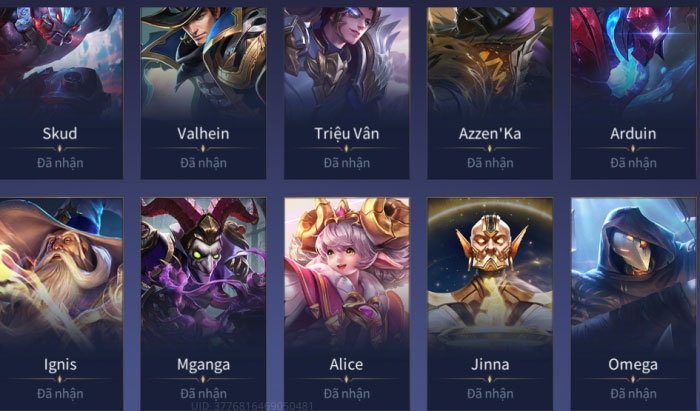 Skud
Đã nhận
Valhein
Đã nhận
Triệu Vân
Đã nhận
Azzen'Ka
Đã nhận
Arduin
Đã nhận
Ignis
Đã nhận
Mganga
Đã nhận
Alice
Đã nhận
Jinna
Đã nhận
Omega
Đã nhận
UID: 3776816469050481